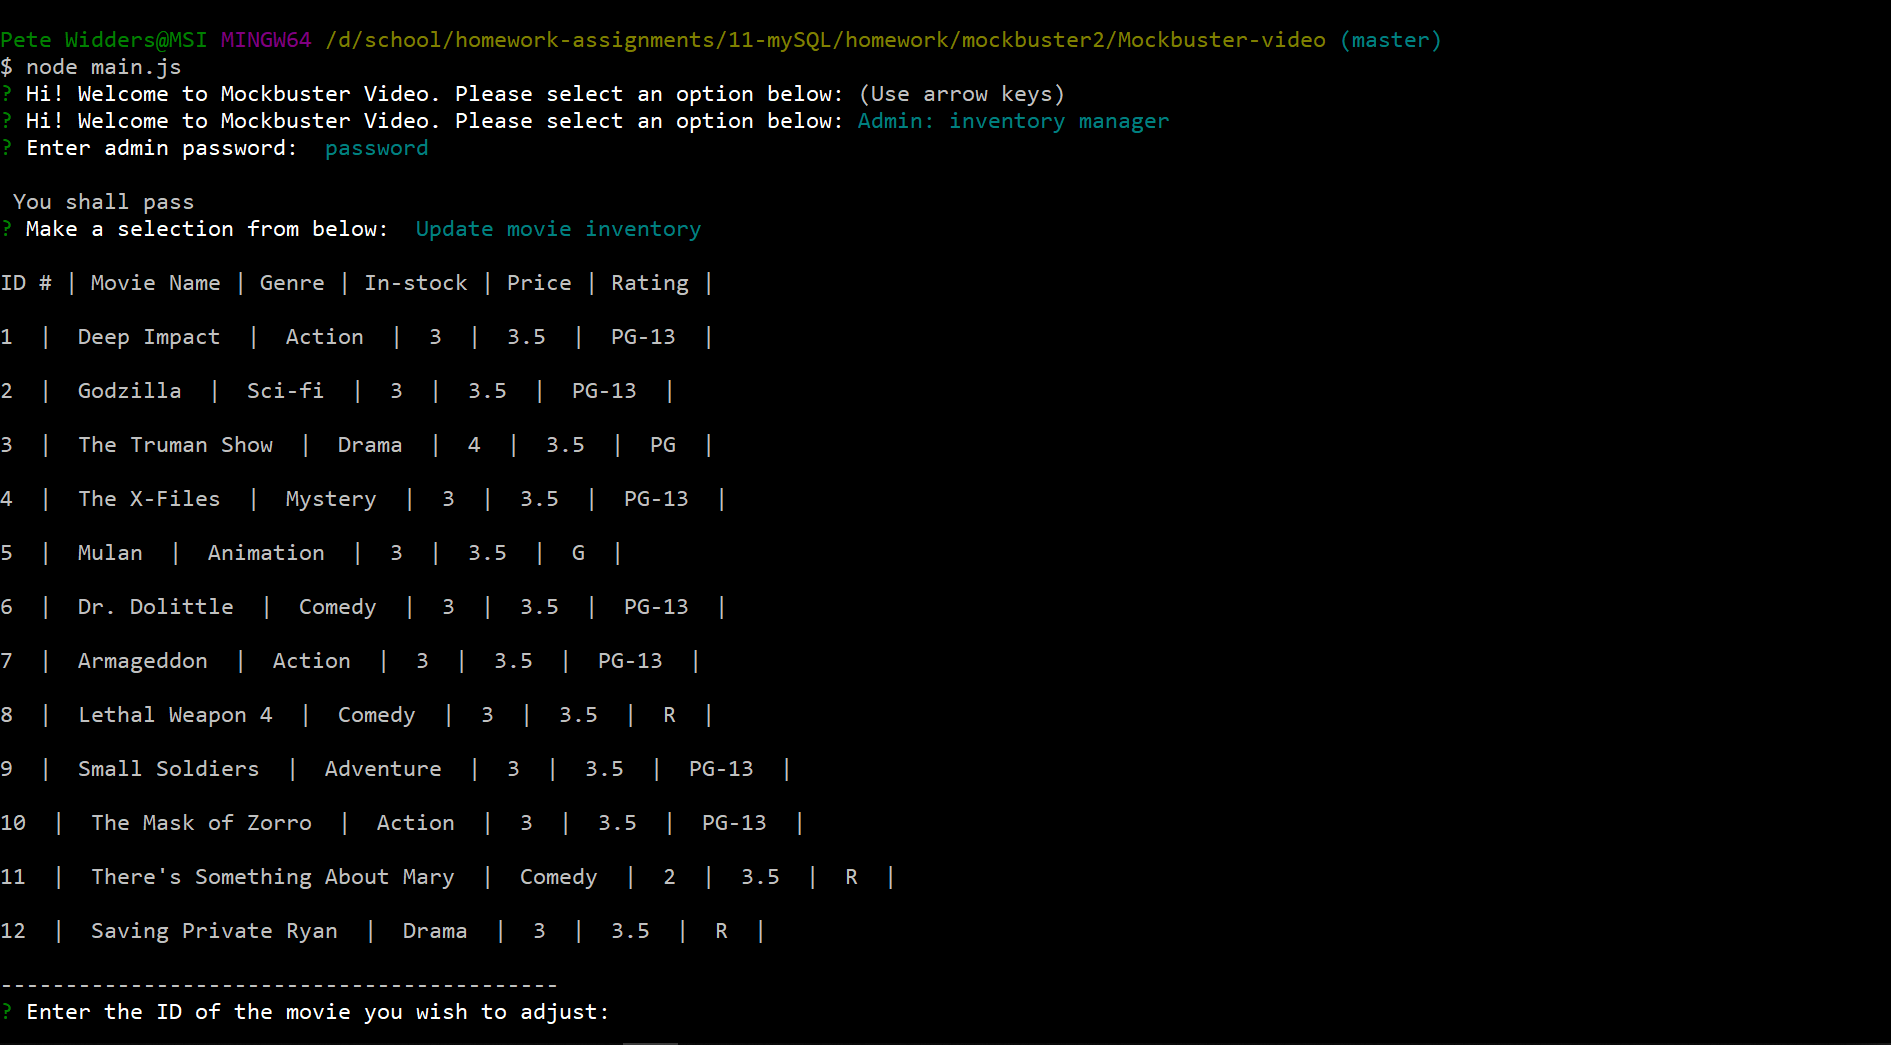 Pete Widders@MSI MINGW64 /d/school/homework-assignments/11-mySQL/homework/mockbuster2/Mockbuster-video (master)
$ node main.js
? Hi! Welcome to Mockbuster Video. Please select an option below: (Use arrow keys)
? Hi! Welcome to Mockbuster Video. Please select an option below: Admin: inventory manager
? Enter admin password:  password
 You shall pass
? Make a selection from below:  Update movie inventory
ID # | Movie Name | Genre | In-stock | Price | Rating |
1  |  Deep Impact  |  Action  |  3  |  3.5  |  PG-13  |
2  |  Godzilla  |  Sci-fi  |  3  |  3.5  |  PG-13  |
3  |  The Truman Show  |  Drama  |  4  |  3.5  |  PG  |
4  |  The X-Files  |  Mystery  |  3  |  3.5  |  PG-13  |
5  |  Mulan  |  Animation  |  3  |  3.5  |  G  |
6  |  Dr. Dolittle  |  Comedy  |  3  |  3.5  |  PG-13  |
7  |  Armageddon  |  Action  |  3  |  3.5  |  PG-13  |
8  |  Lethal Weapon 4  |  Comedy  |  3  |  3.5  |  R  |
9  |  Small Soldiers  |  Adventure  |  3  |  3.5  |  PG-13  |
10  |  The Mask of Zorro  |  Action  |  3  |  3.5  |  PG-13  |
11  |  There's Something About Mary  |  Comedy  |  2  |  3.5  |  R  |
12  |  Saving Private Ryan  |  Drama  |  3  |  3.5  |  R  |
-------------------------------------------
? Enter the ID of the movie you wish to adjust: